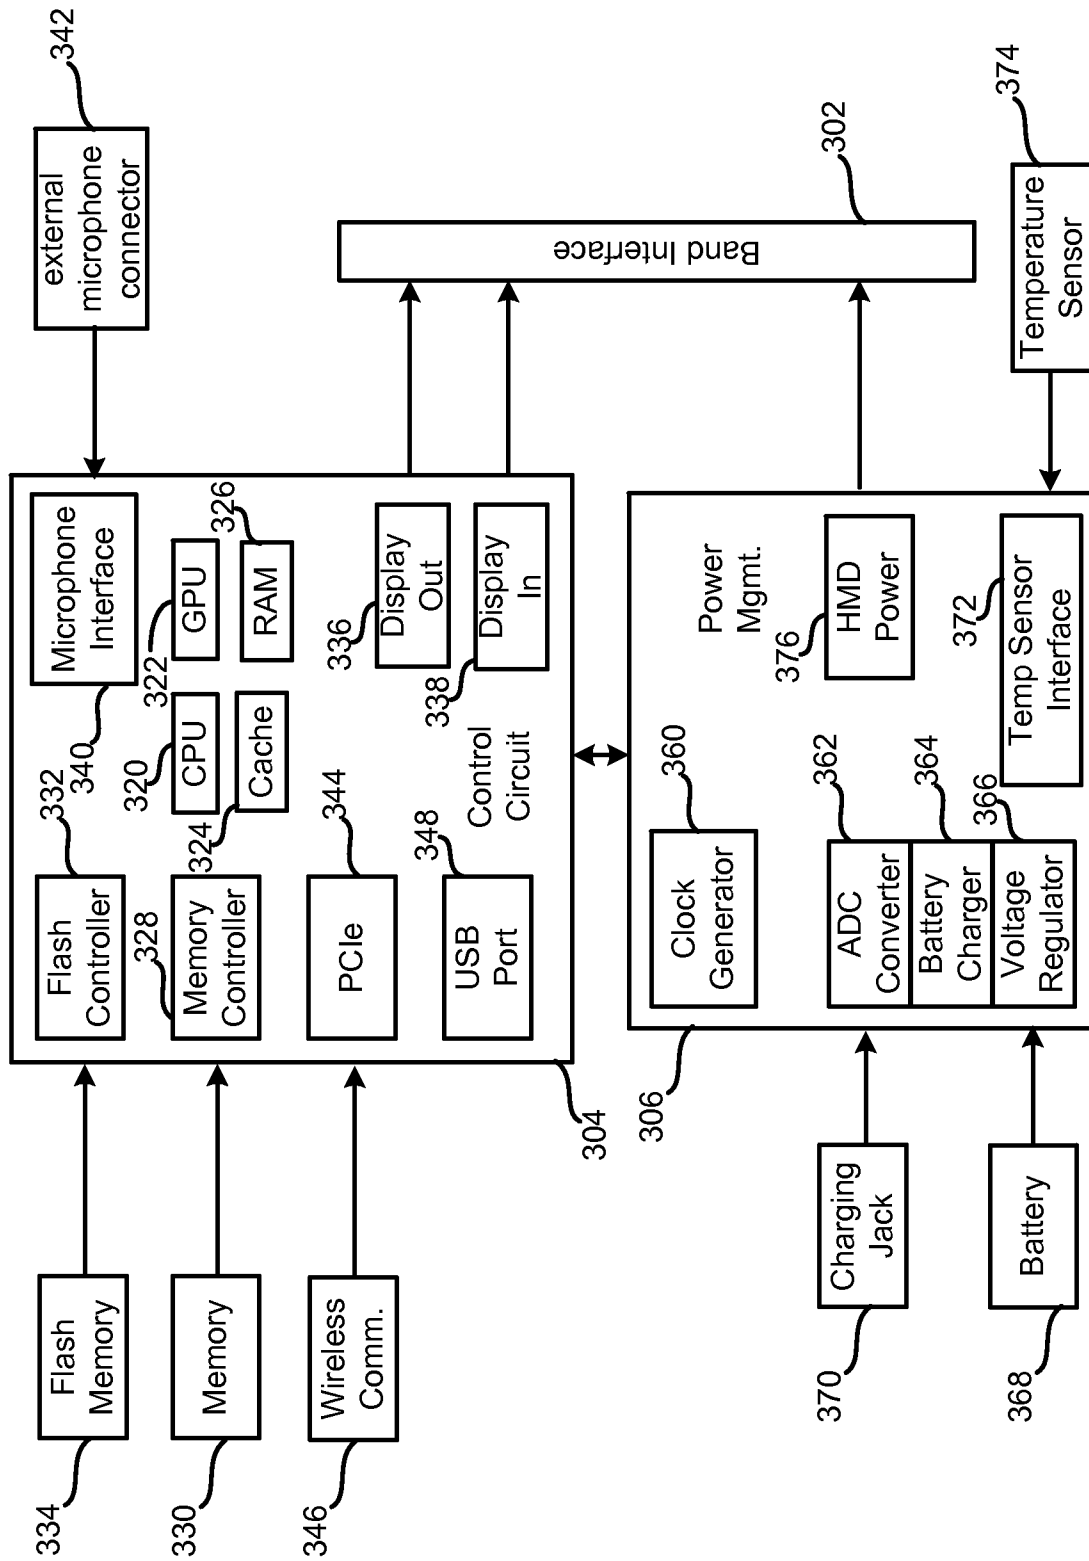 334
Flash
Memory
330
Memory
346
Wireless
Comm.
332
Flash
Controller
328
Memory
Controller
344
PCIe
348
USB
Port
304
340
Microphone
Interface
320
CPU
322
GPU
324
Cache
326
RAM
336
Display
Out
338
Display
In
Control
Circuit
342
external
microphone
connector
302
Band Interface
306
360
Clock
Generator
Power
Mgmt.
362
ADC
Converter
364
Battery
Charger
366
Voltage
Regulator
376
HMD
Power
372
Temp Sensor
Interface
370
Charging
Jack
368
Battery
374
Temperature
Sensor